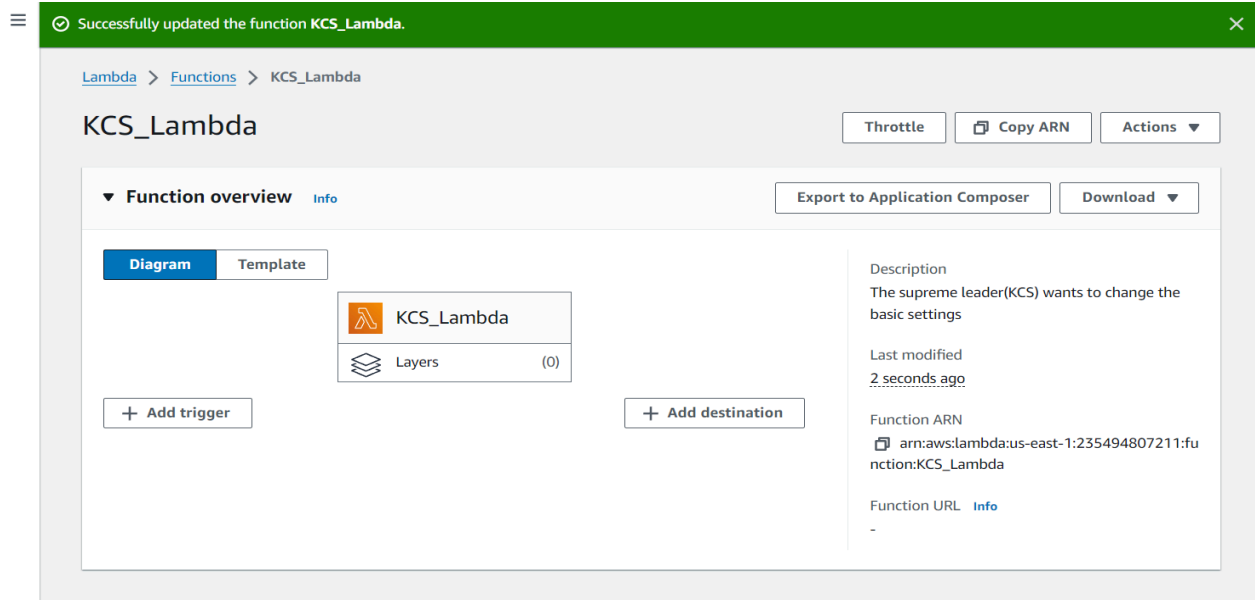 Successfully updated the function KCS_Lambda.
Lambda > Functions > KCS_Lambda
KCS_Lambda
Throttle
Copy ARN
Actions
Function overview Info
Export to Application Composer
Download
Diagram
Template
KCS_Lambda
Layers (0)
+ Add trigger
+ Add destination
Description
The supreme leader(KCS) wants to change the
basic settings
Last modified
2 seconds ago
Function ARN
arn:aws:lambda:us-east-1:235494807211:fu
nction:KCS_Lambda
Function URL Info
-